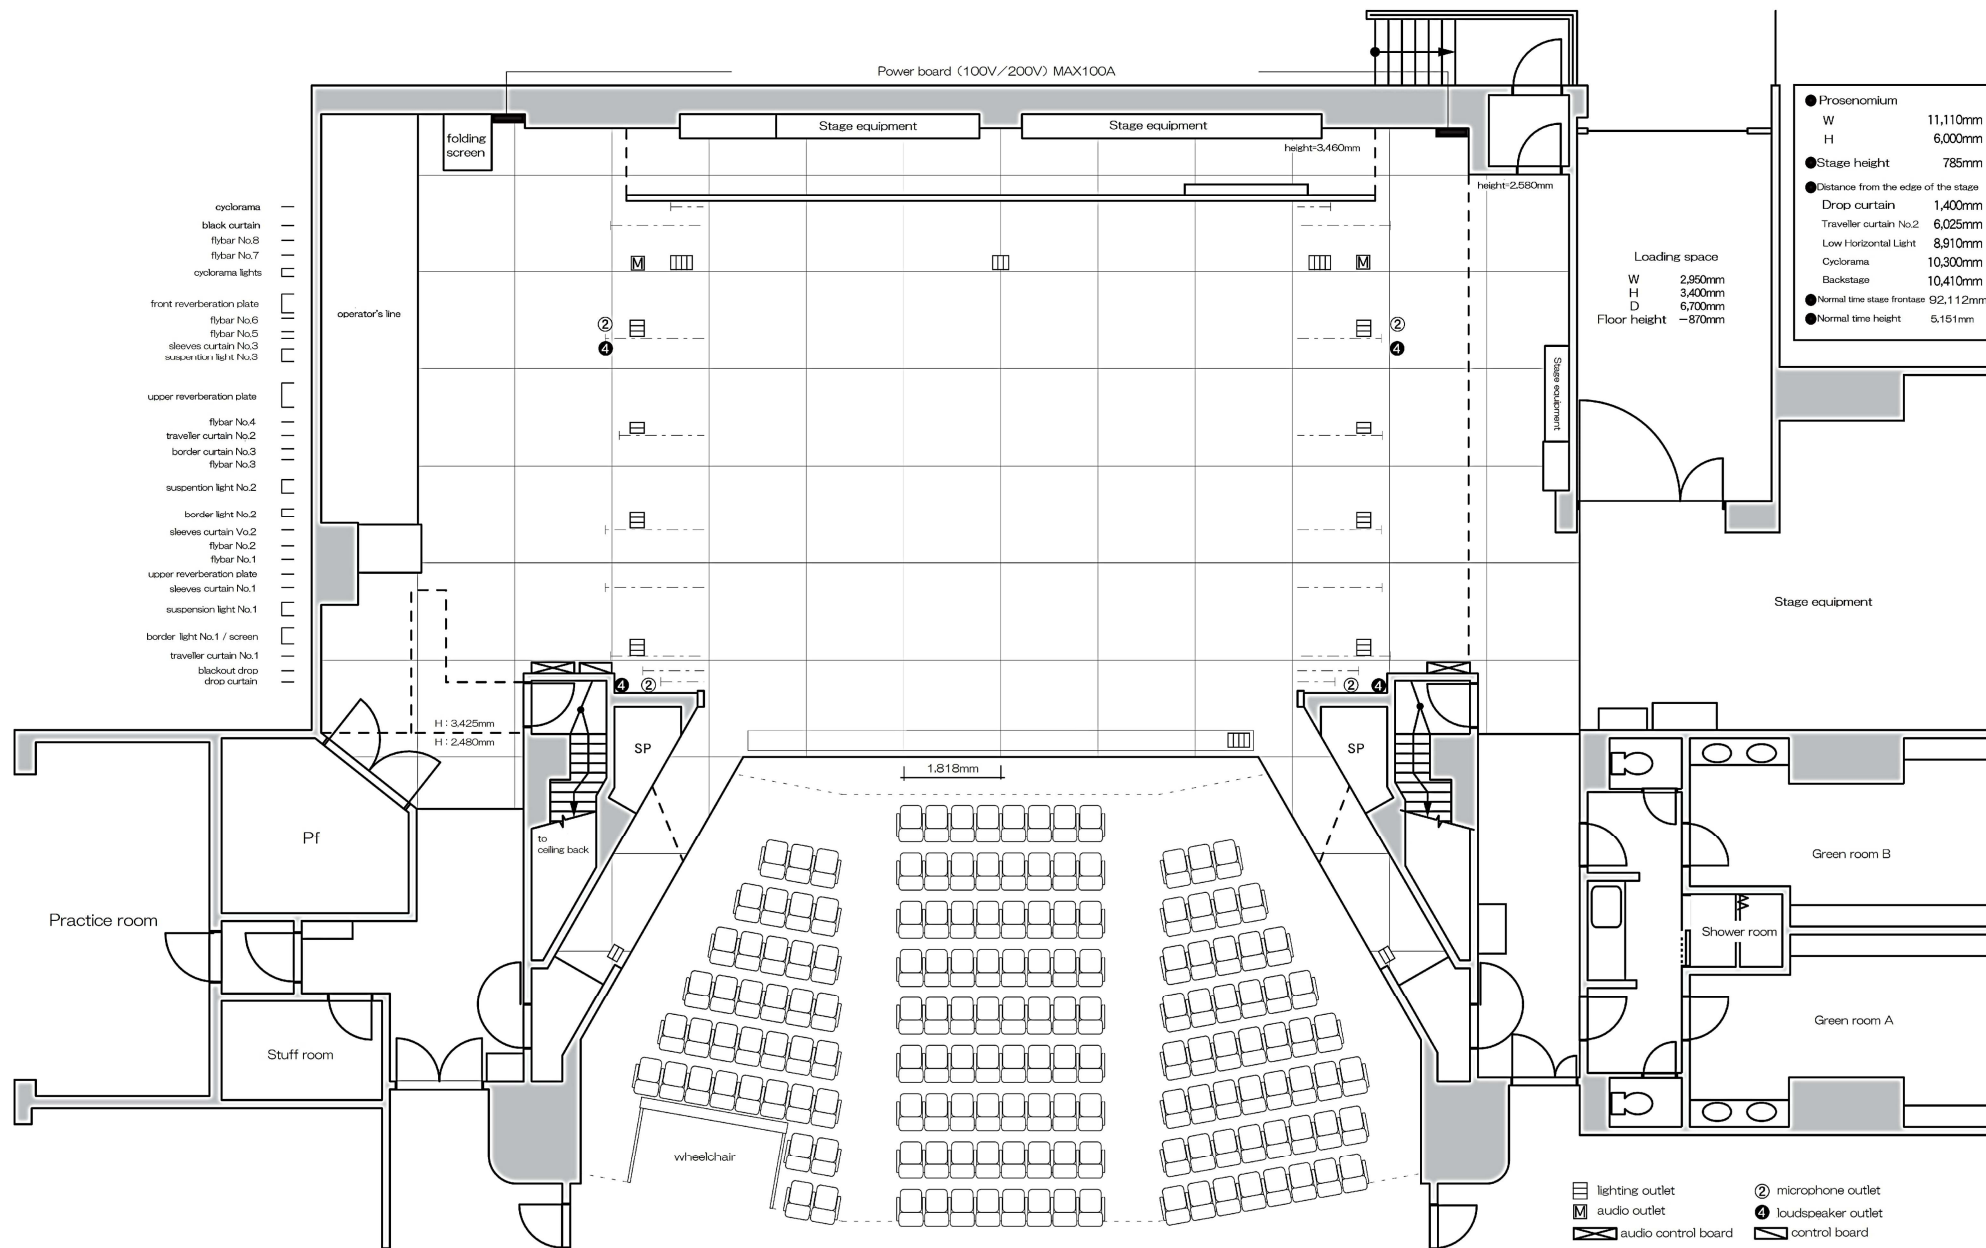 Power board (100V/200V) MAX100A
folding
screen
Stage equipment
Stage equipment
height=3,460mm
height=2,580mm
cyclorama
black curtain
flybar No.8
flybar No.7
cyclorama lights
front reverberation plate
flybar No.6
flybar No.5
sleeves curtain No.3
suspention light No.3
upper reverberation plate
flybar No.4
traveller curtain No.2
border curtain No.3
flybar No.3
suspention light No.2
border light No.2
sleeves curtain Vo.2
flybar No.2
flybar No.1
upper reverberation plate
sleeves curtain No.1
suspension light No.1
border light No.1 / screen
traveller curtain No.1
blackout drop
drop curtain
operator's line
M
M
2
4
2
4
Stage equipment
Loading space
W 2,950mm
H 3,400mm
D 6,700mm
Floor height -870mm
● Prosenomium
W 11,110mm
H 6,000mm
● Stage height 785mm
● Distance from the edge of the stage
Drop curtain 1,400mm
Traveller curtain No.2 6,025mm
Low Horizontal Light 8,910mm
Cyclorama 10,300mm
Backstage 10,410mm
● Normal time stage frontage 92,112mm
● Normal time height 5,151mm
Stage equipment
4
2
2
4
H : 3,425mm
H : 2,480mm
SP
SP
1,818mm
to
ceiling back
Pf
Practice room
Stuff room
wheelchair
Green room B
Shower room
Green room A
lighting outlet
M audio outlet
audio control board
2 microphone outlet
4 loudspeaker outlet
control board